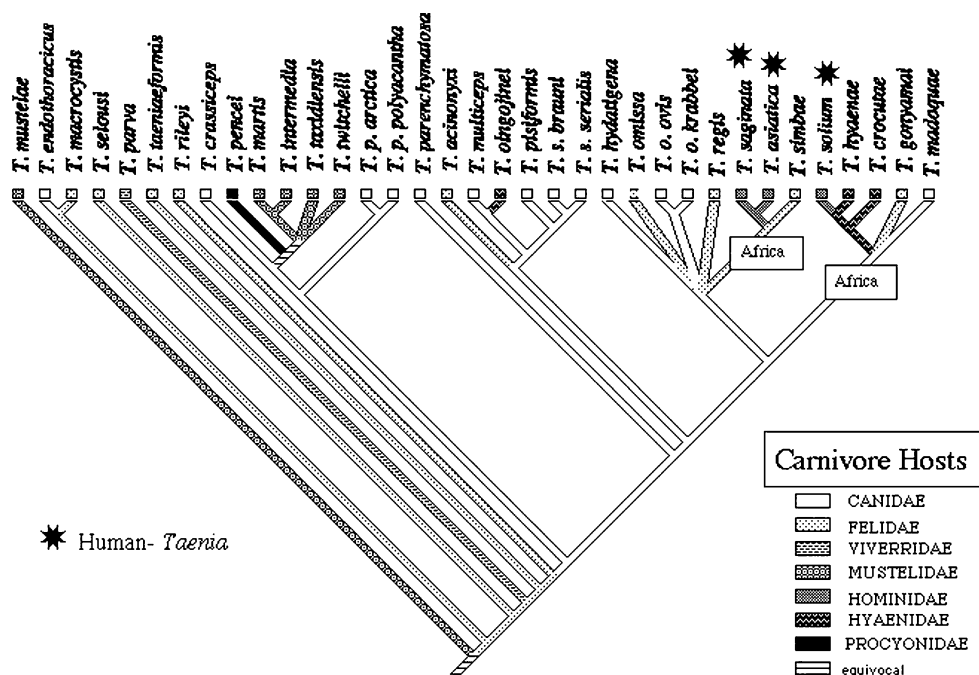 T. mustelae
T. endothoracicus
T. macrocystis
T. selousi
T. parva
T. taeniaeformis
T. rileyi
T. crassiceps
T. pencei
T. martis
T. intermedia
T. taxidiensis
T. twitchelli
T. p. arctica
T. p. polyacantha
T. parenchymatosa
T. acinonyxi
T. multiceps
T. olngojinei
T. pisiformis
T. s. brauni
T. s. serialis
T. hydatigena
T. omissa
T. o. ovis
T. o. krabbei
T. regis
T. saginata
T. asiatica
T. simbae
T. solium
T. hyaenae
T. crocutae
T. gonyamai
T. madoquae
Africa
Africa
Human- Taenia
Carnivore Hosts
CANIDAE
FELIDAE
VIVERRIDAE
MUSTELIDAE
HOMINIDAE
HYAENIDAE
PROCYONIDAE
equivocal